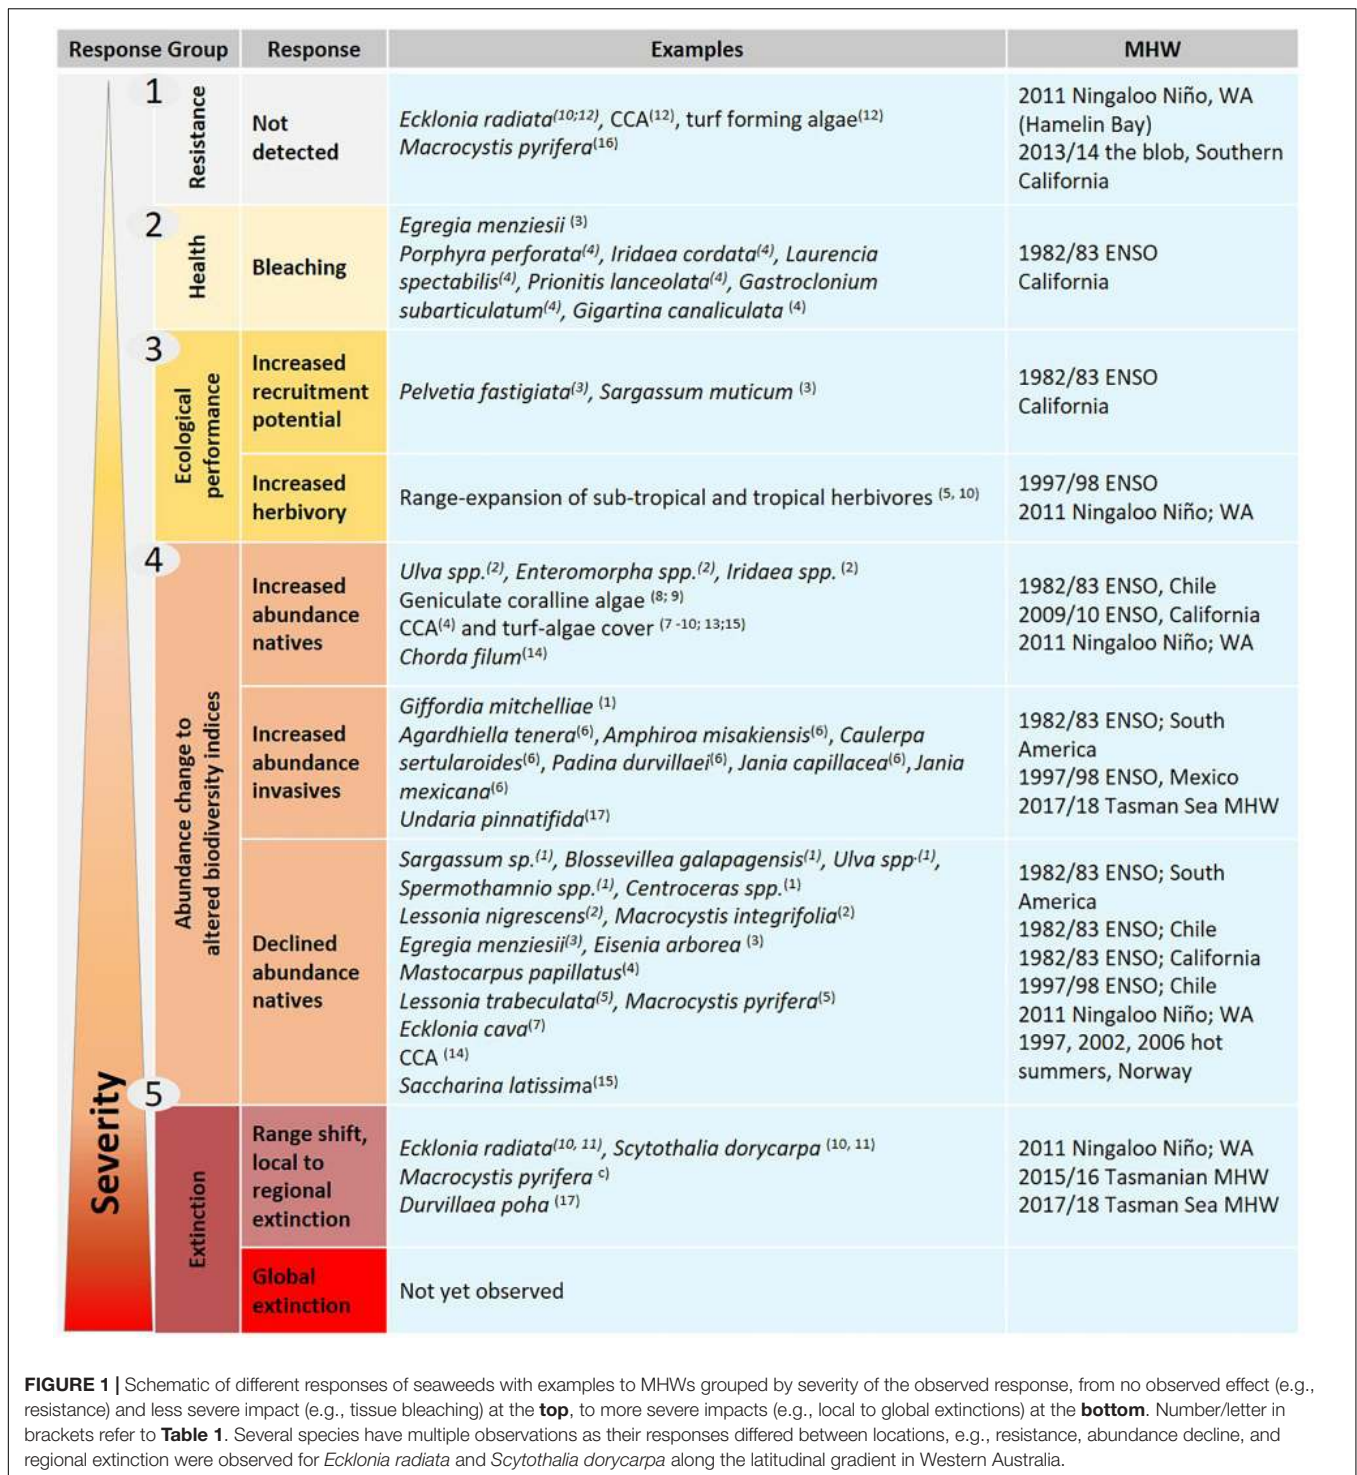 Response Group Response Examples MHW
1
Resistance
Not
detected
Ecklonia radiata(10;12), CCA(12), turf forming algae(12)
Macrocystis pyrifera(16)
2011 Ningaloo Niño, WA
(Hamelin Bay)
2013/14 the blob, Southern
California
2
Health
Bleaching
Egregia menziesii (3)
Porphyra perforata(4), Iridaea cordata(4), Laurencia
spectabilis(4), Prionitis lanceolata(4), Gastroclonium
subarticulatum(4), Gigartina canaliculata (4)
1982/83 ENSO
California
3
Ecological
performance
Increased
recruitment
potential
Pelvetia fastigiata(3), Sargassum muticum (3)
1982/83 ENSO
California
Increased
herbivory
Range-expansion of sub-tropical and tropical herbivores (5, 10)
1997/98 ENSO
2011 Ningaloo Niño; WA
4
Abundance change to
altered biodiversity indices
Increased
abundance
natives
Ulva spp.(2), Enteromorpha spp.(2), Iridaea spp. (2)
Geniculate coralline algae (8; 9)
CCA(4) and turf-algae cover (7 -10; 13;15)
Chorda filum(14)
1982/83 ENSO, Chile
2009/10 ENSO, California
2011 Ningaloo Niño; WA
Increased
abundance
invasives
Giffordia mitchelliae (1)
Agardhiella tenera(6), Amphiroa misakiensis(6), Caulerpa
sertularoides(6), Padina durvillaei(6), Jania capillacea(6), Jania
mexicana(6)
Undaria pinnatifida(17)
1982/83 ENSO; South
America
1997/98 ENSO, Mexico
2017/18 Tasman Sea MHW
Declined
abundance
natives
Sargassum sp.(1), Blossevillea galapagensis(1), Ulva spp.(1),
Spermothamnio spp.(1), Centroceras spp.(1)
Lessonia nigrescens(2), Macrocystis integrifolia(2)
Egregia menziesii(3), Eisenia arborea (3)
Mastocarpus papillatus(4)
Lessonia trabeculata(5), Macrocystis pyrifera(5)
Ecklonia cava(7)
CCA (14)
Saccharina latissima(15)
1982/83 ENSO; South
America
1982/83 ENSO; Chile
1982/83 ENSO; California
1997/98 ENSO; Chile
2011 Ningaloo Niño; WA
1997, 2002, 2006 hot
summers, Norway
5
Severity
Extinction
Range shift,
local to
regional
extinction
Ecklonia radiata(10, 11), Scytothalia dorycarpa (10, 11)
Macrocystis pyrifera c)
Durvillaea poha (17)
2011 Ningaloo Niño; WA
2015/16 Tasmanian MHW
2017/18 Tasman Sea MHW
Global
extinction
Not yet observed
FIGURE 1 | Schematic of different responses of seaweeds with examples to MHWs grouped by severity of the observed response, from no observed effect (e.g.,
resistance) and less severe impact (e.g., tissue bleaching) at the top, to more severe impacts (e.g., local to global extinctions) at the bottom. Number/letter in
brackets refer to Table 1. Several species have multiple observations as their responses differed between locations, e.g., resistance, abundance decline, and
regional extinction were observed for Ecklonia radiata and Scytothalia dorycarpa along the latitudinal gradient in Western Australia.